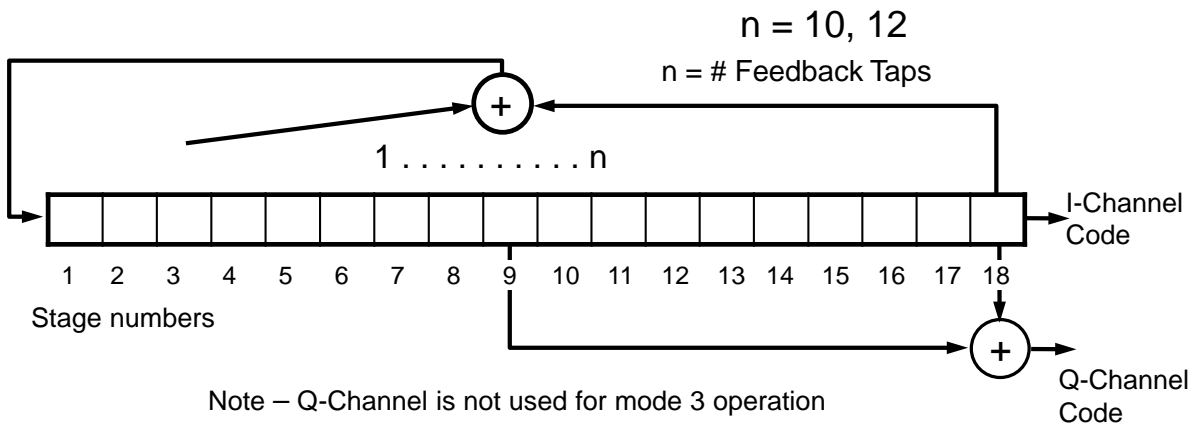 n = 10, 12
n = # Feedback Taps
+
1 . . . . . . . . . . n
I-Channel
Code
1 2 3 4 5 6 7 8 9 10 11 12 13 14 15 16 17 18
Stage numbers
+
Q-Channel
Code
Note – Q-Channel is not used for mode 3 operation